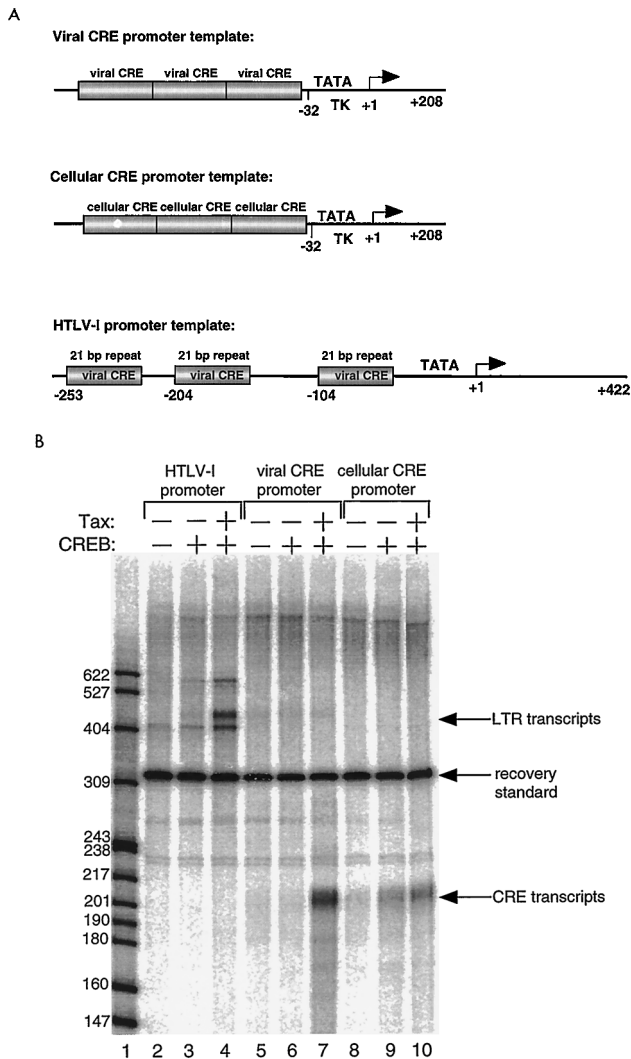 A
Viral CRE promoter template:
viral CRE viral CRE viral CRE
TATA
-32 TK +1 +208
Cellular CRE promoter template:
cellular CRE cellular CRE cellular CRE
TATA
-32 TK +1 +208
HTLV-I promoter template:
21 bp repeat 21 bp repeat 21 bp repeat
viral CRE viral CRE viral CRE
TATA
-253 -204 -104 +1 +422
B
HTLV-I promoter viral CRE promoter cellular CRE promoter
Tax: — — + — — + — — +
CREB: — + + — + + — + +
622
527
LTR transcripts
404
recovery standard
309
243
238
217
201
CRE transcripts
190
180
160
147
1 2 3 4 5 6 7 8 9 10